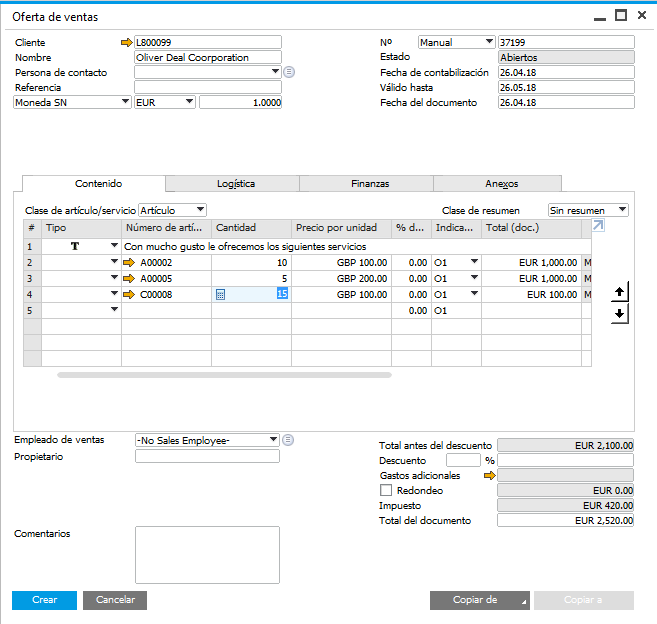 Oferta de ventas
Cliente L800099
Nombre Oliver Deal Coorporation
Persona de contacto
Referencia
Moneda SN EUR 1.0000
Nº Manual 37199
Estado Abiertos
Fecha de contabilización 26.04.18
Válido hasta 26.05.18
Fecha del documento 26.04.18
Contenido Logística Finanzas Anexos
Clase de artículo/servicio Artículo Clase de resumen Sin resumen
# Tipo Número de artí... Cantidad Precio por unidad % d... Indica... Total (doc.)
1 T Con mucho gusto le ofrecemos los siguientes servicios
2 A00002 10 GBP 100.00 0.00 O1 EUR 1,000.00 M
3 A00005 5 GBP 200.00 0.00 O1 EUR 1,000.00 M
4 C00008 15 GBP 100.00 0.00 O1 EUR 100.00 M
5 0.00 O1
Empleado de ventas -No Sales Employee-
Propietario
Total antes del descuento EUR 2,100.00
Descuento %
Gastos adicionales
Redondeo EUR 0.00
Impuesto EUR 420.00
Total del documento EUR 2,520.00
Comentarios
Crear Cancelar Copiar de Copiar a